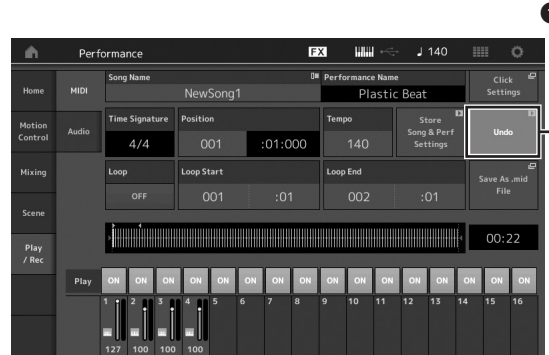 Performance
FX
♩ 140
Home
Motion
Control
Mixing
Scene
Play
/ Rec
MIDI
Audio
Song Name
NewSong1
Performance Name
Plastic Beat
Click
Settings
Time Signature
4/4
Position
001 :01:000
Tempo
140
Store
Song & Perf
Settings
Undo
Loop
OFF
Loop Start
001 :01
Loop End
002 :01
Save As .mid
File
00:22
Play ON ON ON ON ON ON ON ON ON ON ON ON ON ON ON ON
1 2 3 4 5 6 7 8 9 10 11 12 13 14 15 16
127 100 100 100